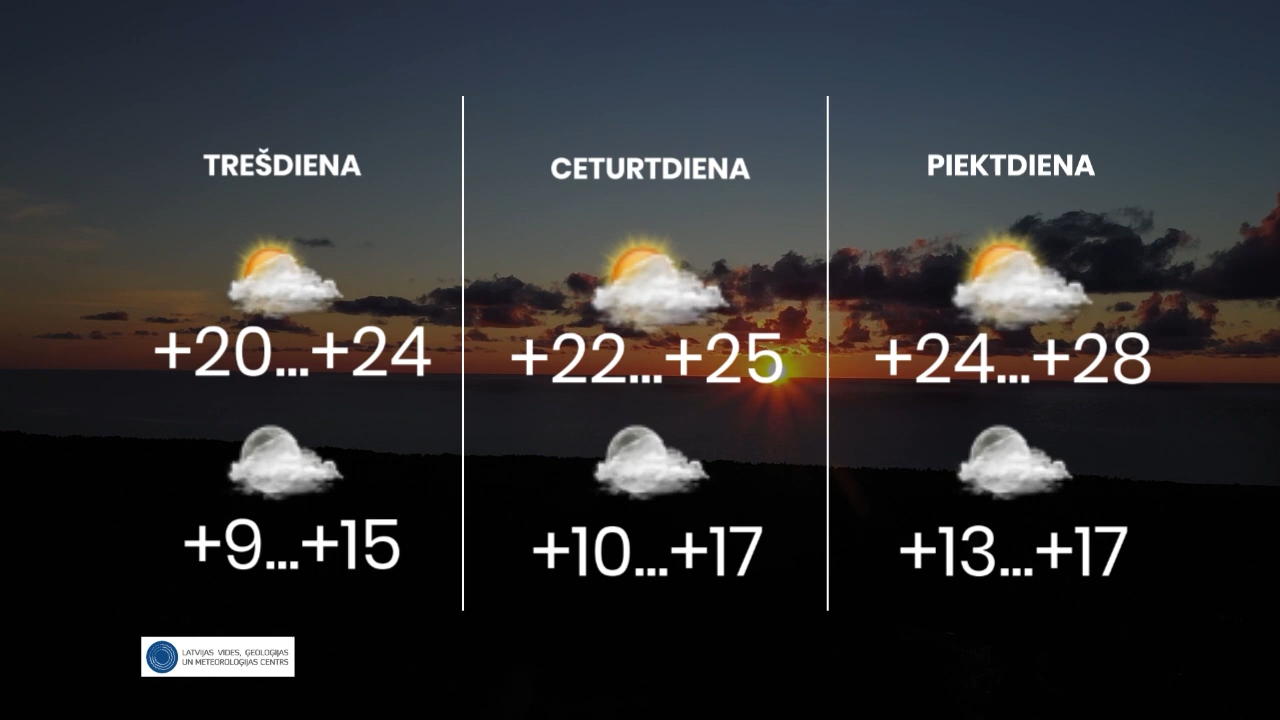 TREŠDIENA
+20...+24
+9...+15
CETURTDIENA
+22...+25
+10...+17
PIEKTDIENA
+24...+28
+13...+17
LATVIJAS VIDES, ĢEOLOĢIJAS
UN METEOROLOĢIJAS CENTRS